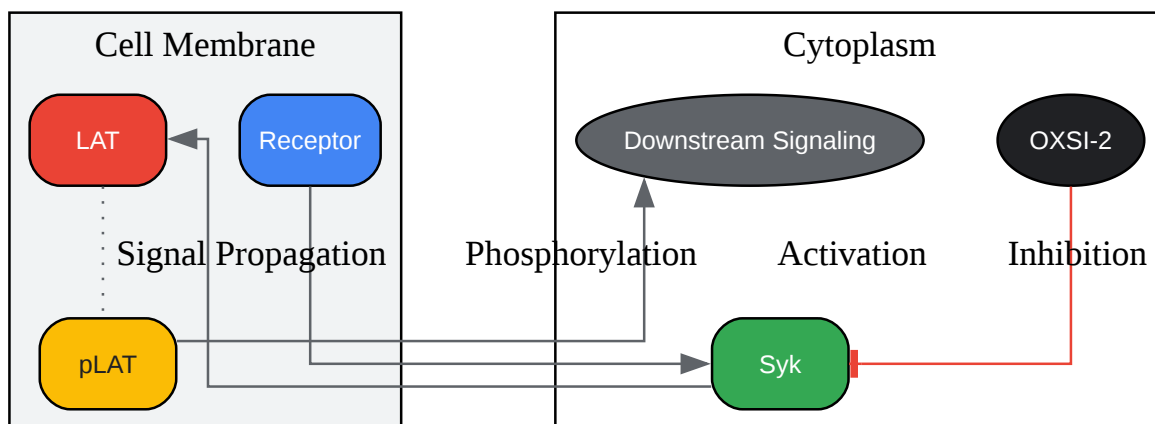 Cell Membrane
Cytoplasm
LAT
Receptor
Downstream Signaling
OXSI-2
Signal Propagation
Phosphorylation
Activation
Inhibition
pLAT
Syk